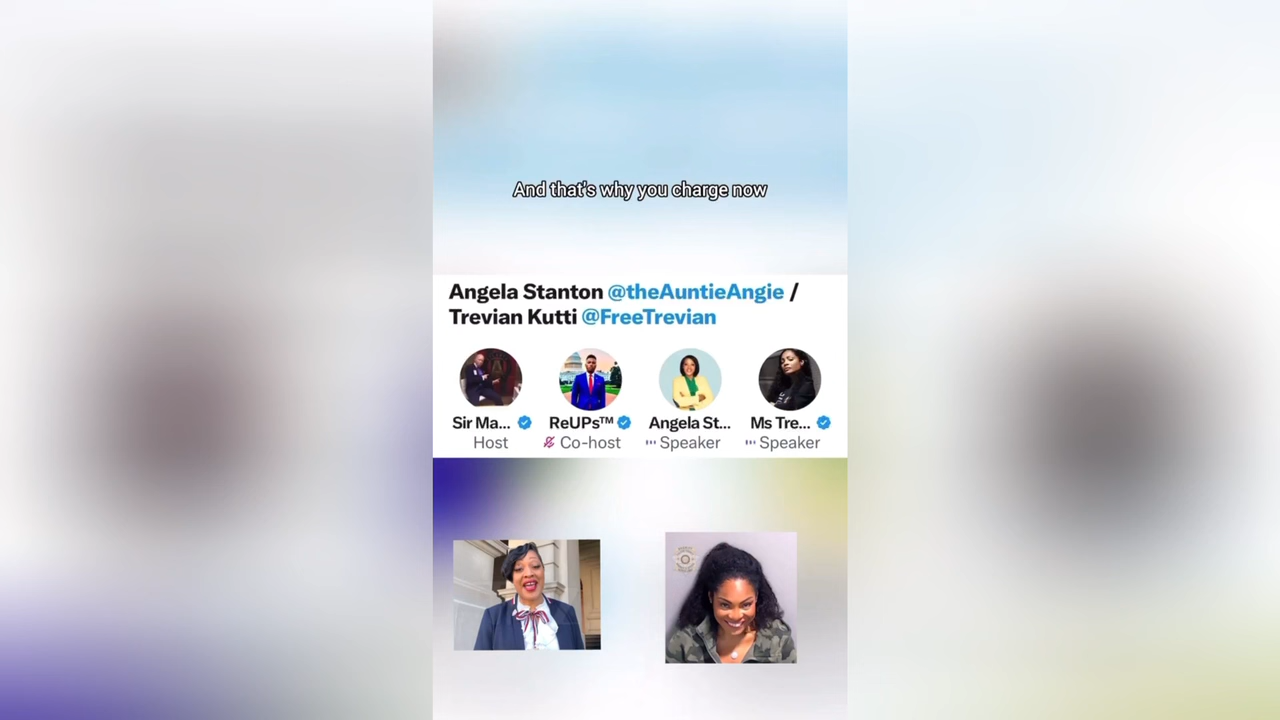 And that's why you charge now
Angela Stanton @theAuntieAngie /
Trevian Kutti @FreeTrevian
Sir Ma... ReUPs™ Angela St... Ms Tre...
Host Co-host Speaker Speaker